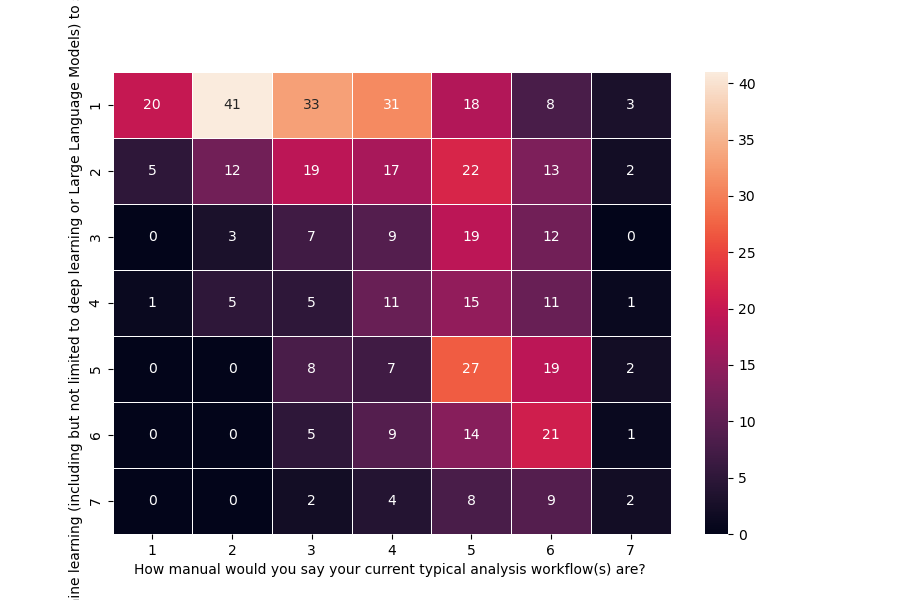 ine learning (including but not limited to deep learning or Large Language Models) to
1 20 41 33 31 18 8 3
2 5 12 19 17 22 13 2
3 0 3 7 9 19 12 0
4 1 5 5 11 15 11 1
5 0 0 8 7 27 19 2
6 0 0 5 9 14 21 1
7 0 0 2 4 8 9 2
1 2 3 4 5 6 7
How manual would you say your current typical analysis workflow(s) are?
40
35
30
25
20
15
10
5
0